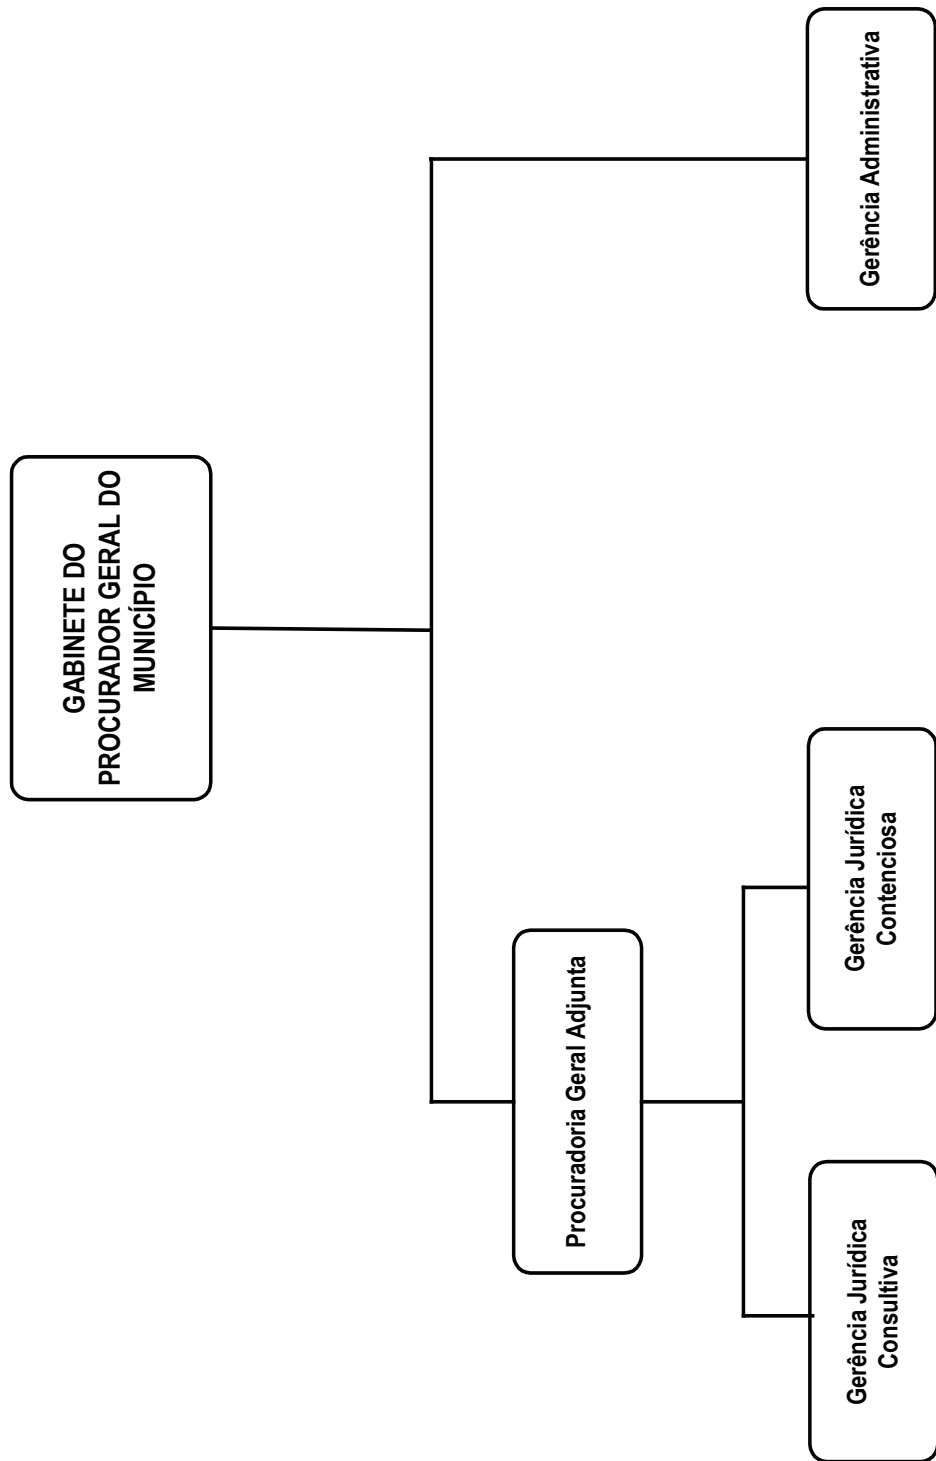 GABINETE DO
PROCURADOR GERAL DO
MUNICÍPIO
Procuradoria Geral Adjunta
Gerência Jurídica
Consultiva
Gerência Jurídica
Contenciosa
Gerência Administrativa